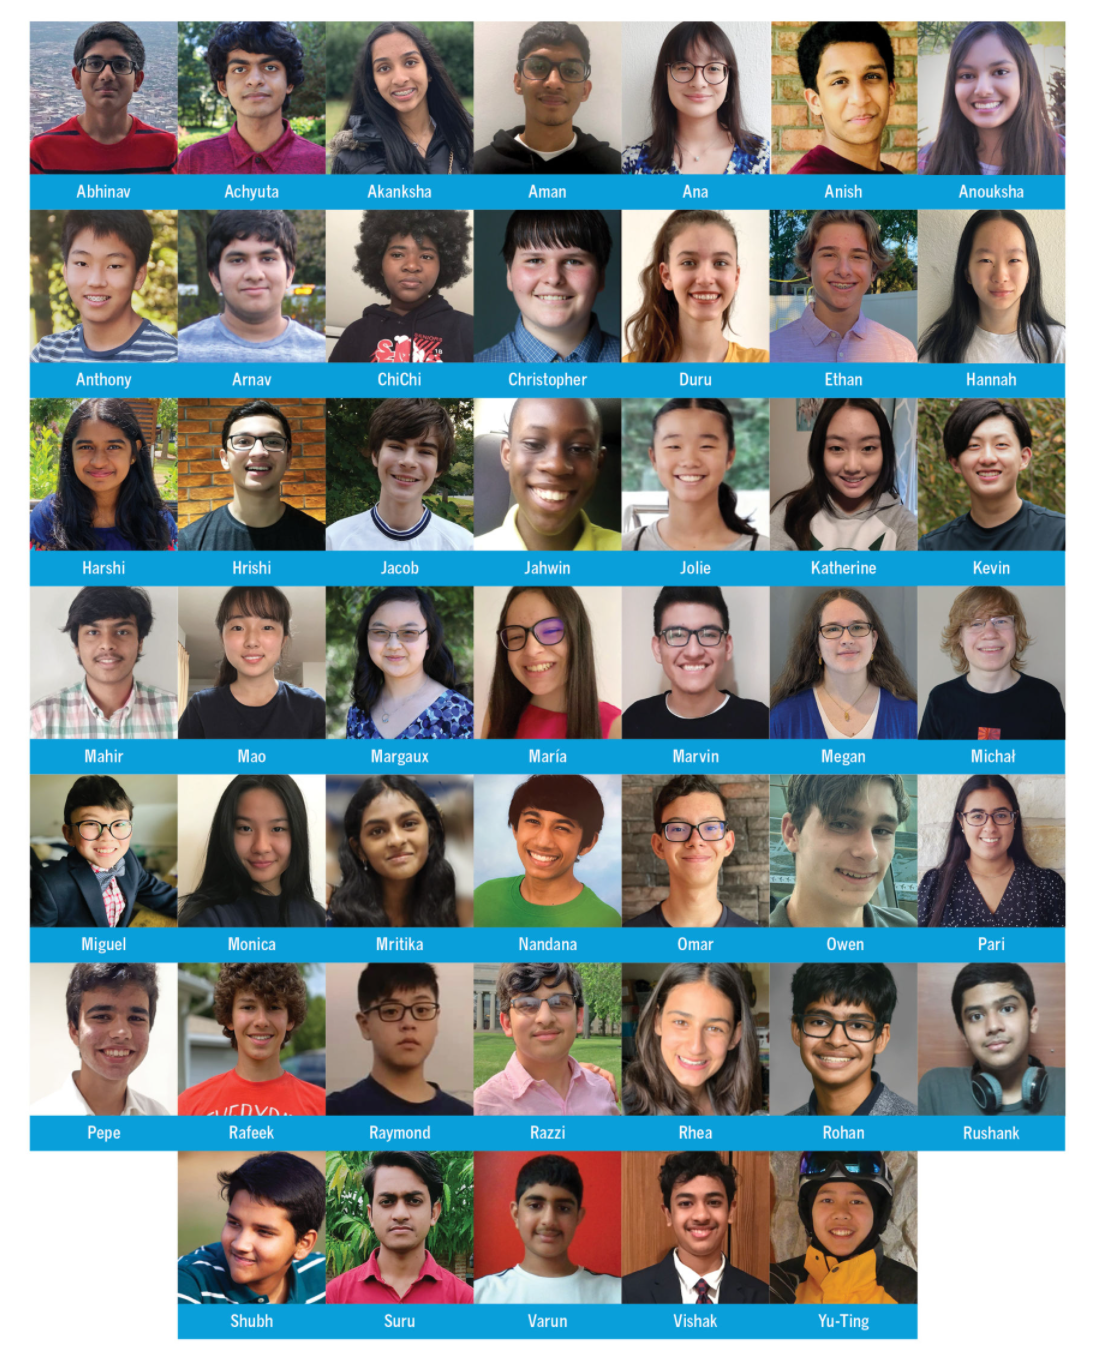 Abhinav Achyuta Akanksha Aman Ana Anish Anouksha
Anthony Arnav ChiChi Christopher Duru Ethan Hannah
Harshi Hrishi Jacob Jahwin Jolie Katherine Kevin
Mahir Mao Margaux María Marvin Megan Michał
Miguel Monica Mritika Nandana Omar Owen Pari
Pepe Rafeek Raymond Razzi Rhea Rohan Rushank
Shubh Suru Varun Vishak Yu-Ting